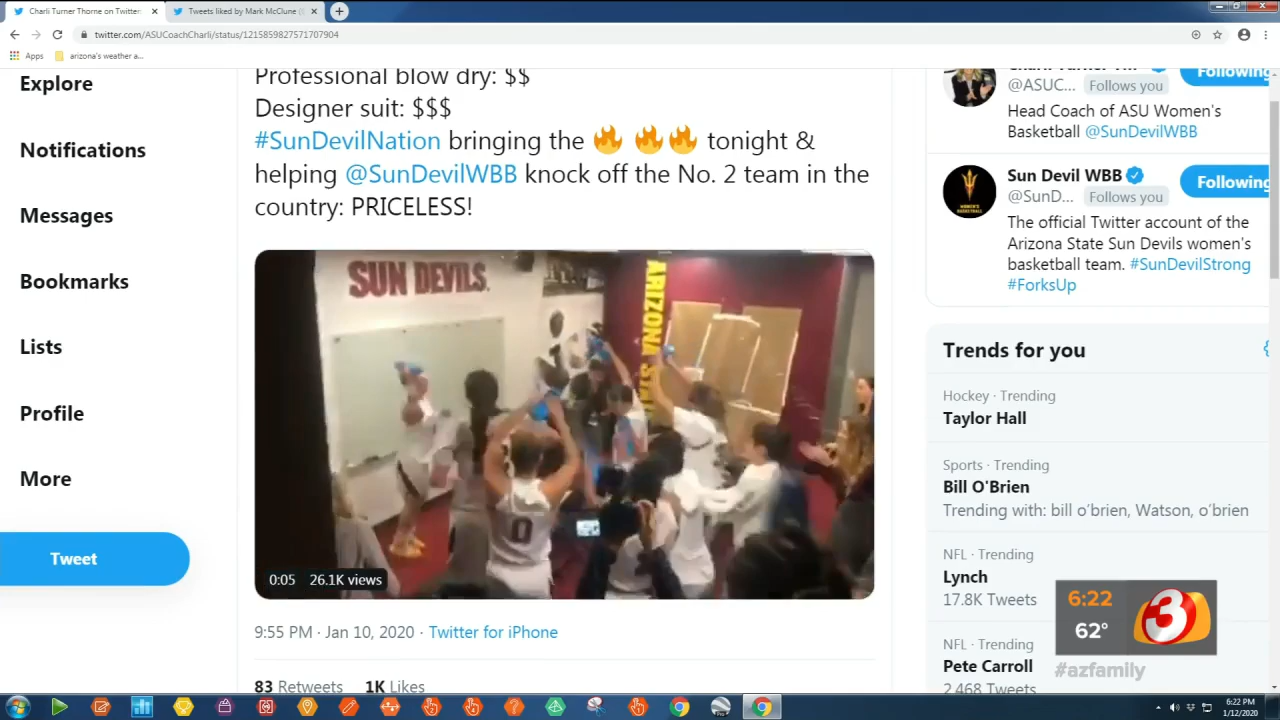 Charli Turner Thorne on Twitter:
Tweets liked by Mark McClune (
twitter.com/ASUCoachCharli/status/1215859827571707904
Apps
arizona's weather a...
Explore
Notifications
Messages
Bookmarks
Lists
Profile
More
Tweet
Professional blow dry: $$
Designer suit: $$$
#SunDevilNation bringing the 🔥 🔥🔥 tonight &
helping @SunDevilWBB knock off the No. 2 team in the
country: PRICELESS!
SUN DEVILS
ARIZONA STA
0
0:05 26.1K views
9:55 PM · Jan 10, 2020 · Twitter for iPhone
83 Retweets 1K Likes
@ASUC... Follows you
Following
Head Coach of ASU Women's
Basketball @SunDevilWBB
Sun Devil WBB
@SunD... Follows you
Following
The official Twitter account of the
Arizona State Sun Devils women's
basketball team. #SunDevilStrong
#ForksUp
Trends for you
Hockey · Trending
Taylor Hall
Sports · Trending
Bill O'Brien
Trending with: bill o'brien, Watson, o'brien
NFL · Trending
Lynch
17.8K Tweets
NFL · Trending
Pete Carroll
2,468 Tweets
6:22
62°
3
#azfamily
6:22 PM
1/12/2020